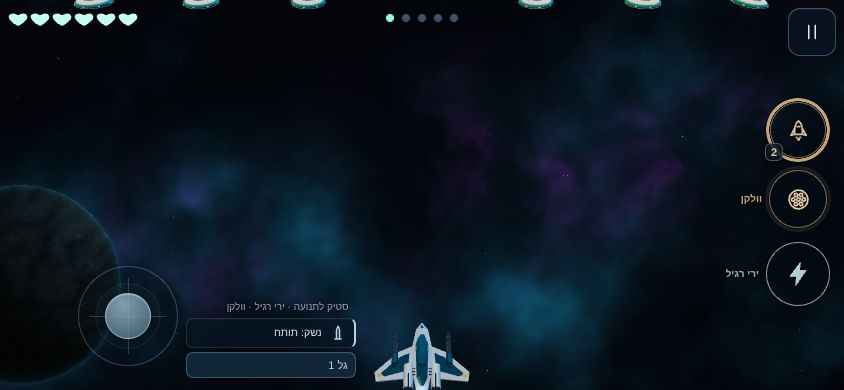 2
וולקן
ירי רגיל
סטיק לתנועה · ירי רגיל · וולקן
נשק: תותח
גל 1